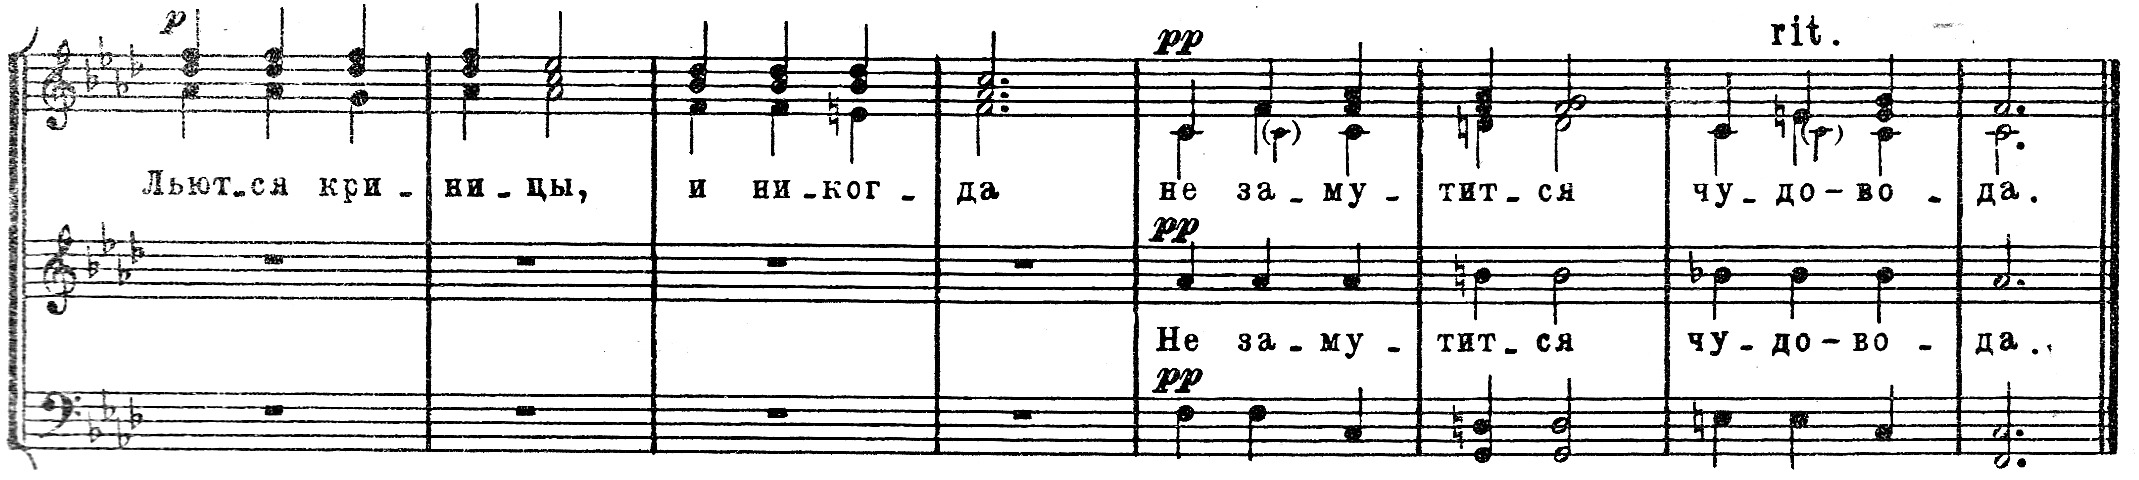 p pp rit.
Льют-ся кри-ни-цы, и ни-ког-да не за-му-тит-ся чу-до-во-да.
pp
Не за-му-тит-ся чу-до-во-да.
pp